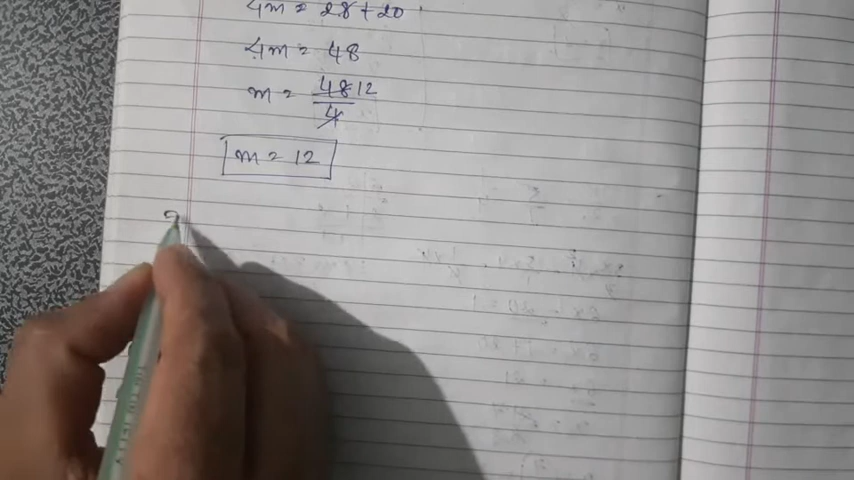 4m = 28 + 20
4m = 48
m = 48 12
4
m = 12